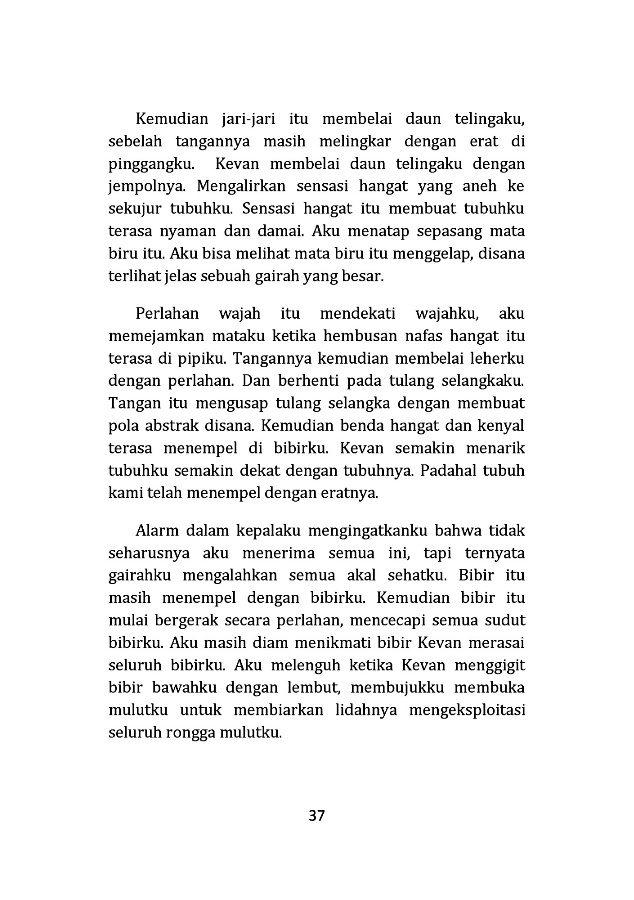 Kemudian jari-jari itu membelai daun telingaku,
sebelah tangannya masih melingkar dengan erat di
pinggangku. Kevan membelai daun telingaku dengan
jempolnya. Mengalirkan sensasi hangat yang aneh ke
sekujur tubuhku. Sensasi hangat itu membuat tubuhku
terasa nyaman dan damai. Aku menatap sepasang mata
biru itu. Aku bisa melihat mata biru itu menggelap, disana
terlihat jelas sebuah gairah yang besar.
Perlahan wajah itu mendekati wajahku, aku
memejamkan mataku ketika hembusan nafas hangat itu
terasa di pipiku. Tangannya kemudian membelai leherku
dengan perlahan. Dan berhenti pada tulang selangkaku.
Tangan itu mengusap tulang selangka dengan membuat
pola abstrak disana. Kemudian benda hangat dan kenyal
terasa menempel di bibirku. Kevan semakin menarik
tubuhku semakin dekat dengan tubuhnya. Padahal tubuh
kami telah menempel dengan eratnya.
Alarm dalam kepalaku mengingatkanku bahwa tidak
seharusnya aku menerima semua ini, tapi ternyata
gairahku mengalahkan semua akal sehatku. Bibir itu
masih menempel dengan bibirku. Kemudian bibir itu
mulai bergerak secara perlahan, mencecapi semua sudut
bibirku. Aku masih diam menikmati bibir Kevan merasai
seluruh bibirku. Aku melenguh ketika Kevan menggigit
bibir bawahku dengan lembut, membujukku membuka
mulutku untuk membiarkan lidahnya mengeksploitasi
seluruh rongga mulutku.
37